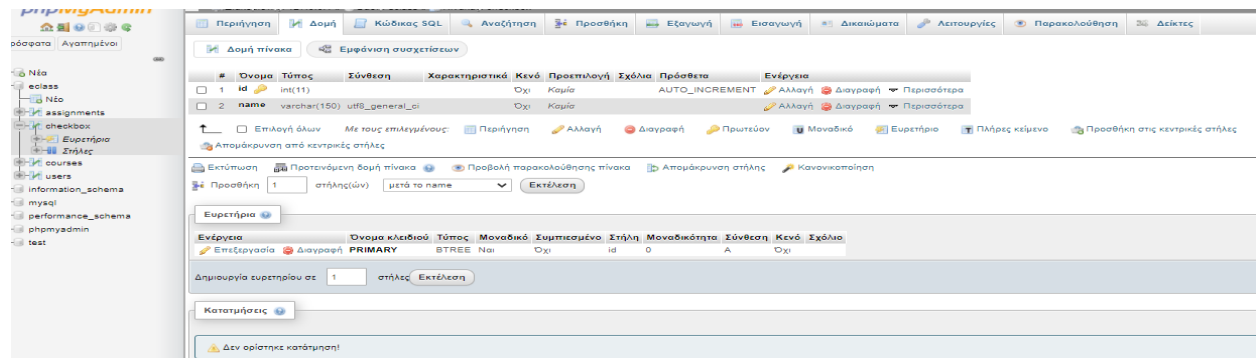 phpMyAdmin
Περιήγηση Δομή Κώδικας SQL Αναζήτηση Προσθήκη Εξαγωγή Εισαγωγή Δικαιώματα Λειτουργίες Παρακολούθηση Δείκτες
ρόσφατα Αγαπημένοι
Δομή πίνακα Εμφάνιση συσχετίσεων
Νέα
eclass
Νέο
assignments
checkbox
Ευρετήρια
Στήλες
courses
users
information_schema
mysql
performance_schema
phpmyadmin
test
# Όνομα Τύπος Σύνθεση Χαρακτηριστικά Κενό Προεπιλογή Σχόλια Πρόσθετα Ενέργεια
1 id int(11) Όχι Καμία AUTO_INCREMENT Αλλαγή Διαγραφή Περισσότερα
2 name varchar(150) utf8_general_ci Όχι Καμία Αλλαγή Διαγραφή Περισσότερα
Επιλογή όλων Με τους επιλεγμένους: Περιήγηση Αλλαγή Διαγραφή Πρωτεύον Μοναδικό Ευρετήριο Πλήρες κείμενο Προσθήκη στις κεντρικές στήλες
Απομάκρυνση από κεντρικές στήλες
Εκτύπωση Προτεινόμενη δομή πίνακα Προβολή παρακολούθησης πίνακα Απομάκρυνση στήλης Κανονικοποίηση
Προσθήκη 1 στήλης(ών) μετά το name Εκτέλεση
Ευρετήρια
Ενέργεια Όνομα κλειδιού Τύπος Μοναδικό Συμπιεσμένο Στήλη Μοναδικότητα Σύνθεση Κενό Σχόλιο
Επεξεργασία Διαγραφή PRIMARY BTREE Ναι Όχι id 0 A Όχι
Δημιουργία ευρετηρίου σε 1 στήλες Εκτέλεση
Κατατμήσεις
Δεν ορίστηκε κατάτμηση!